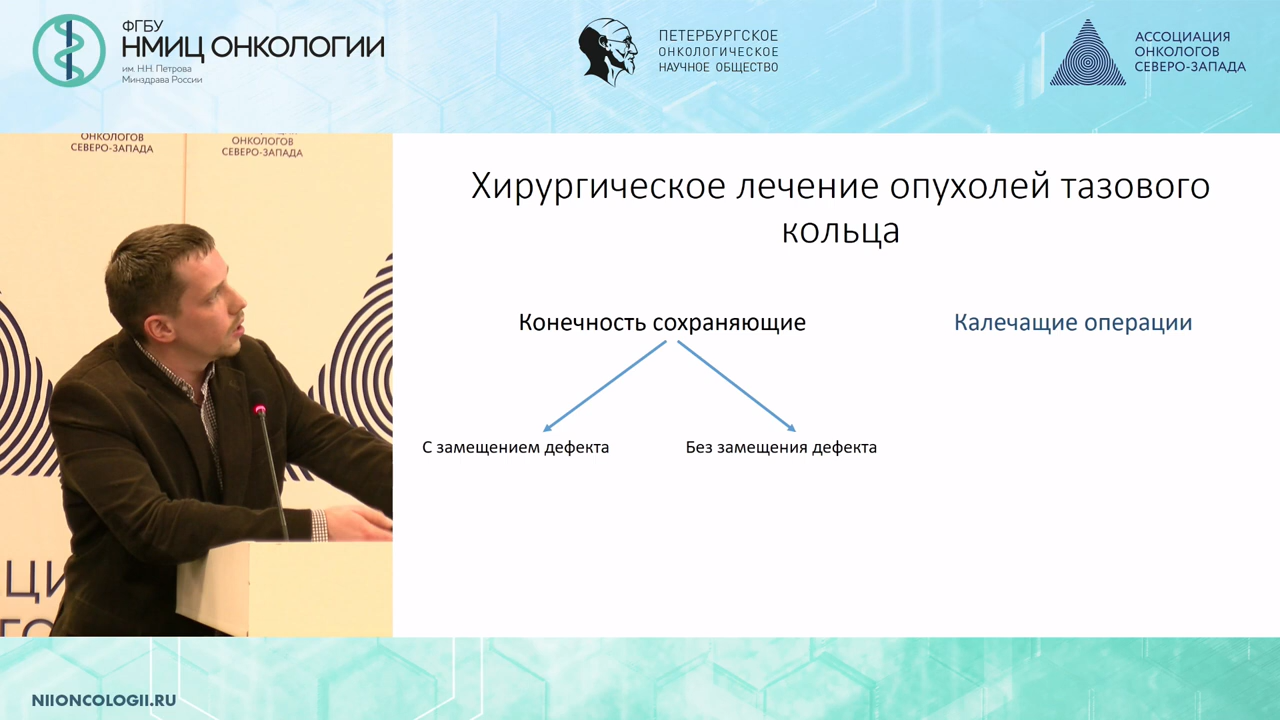 ФГБУ
НМИЦ ОНКОЛОГИИ
им. Н.Н. Петрова
Минздрава России
ПЕТЕРБУРГСКОЕ
ОНКОЛОГИЧЕСКОЕ
НАУЧНОЕ ОБЩЕСТВО
АССОЦИАЦИЯ
ОНКОЛОГОВ
СЕВЕРО-ЗАПАДА
ОНКОЛОГОВ
СЕВЕРО-ЗАПАДА
ОНКОЛОГОВ
СЕВЕРО-ЗАПАДА
Хирургическое лечение опухолей тазового
кольца
Конечность сохраняющие
Калечащие операции
С замещением дефекта
Без замещения дефекта
NIIONCOLOGII.RU